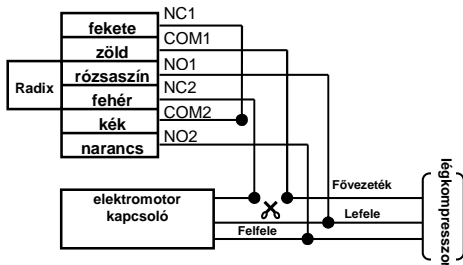 fekete NC1
zöld COM1
rózsaszín NO1
Radix
fehér NC2
kék COM2
narancs NO2
elektromotor
kapcsoló
Fővezeték
Lefele
Felfele
légkompresszor